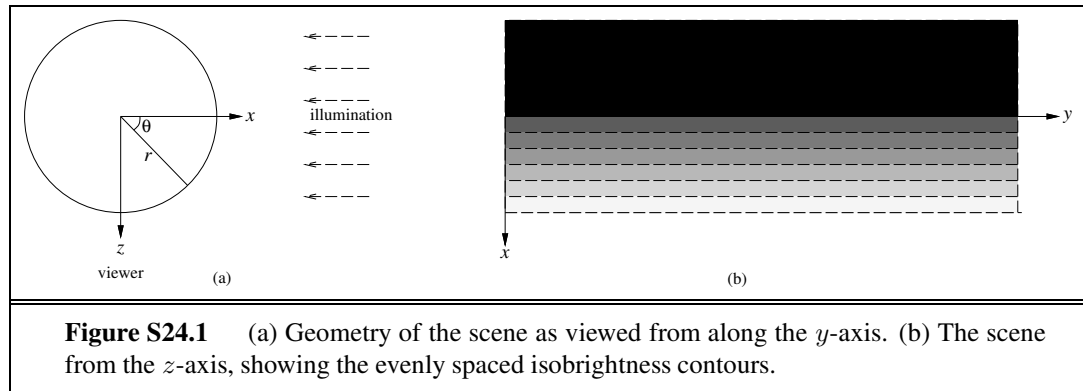 x
θ
r
z
viewer
(a)
illumination
y
x
(b)
Figure S24.1 (a) Geometry of the scene as viewed from along the y-axis. (b) The scene
from the z-axis, showing the evenly spaced isobrightness contours.